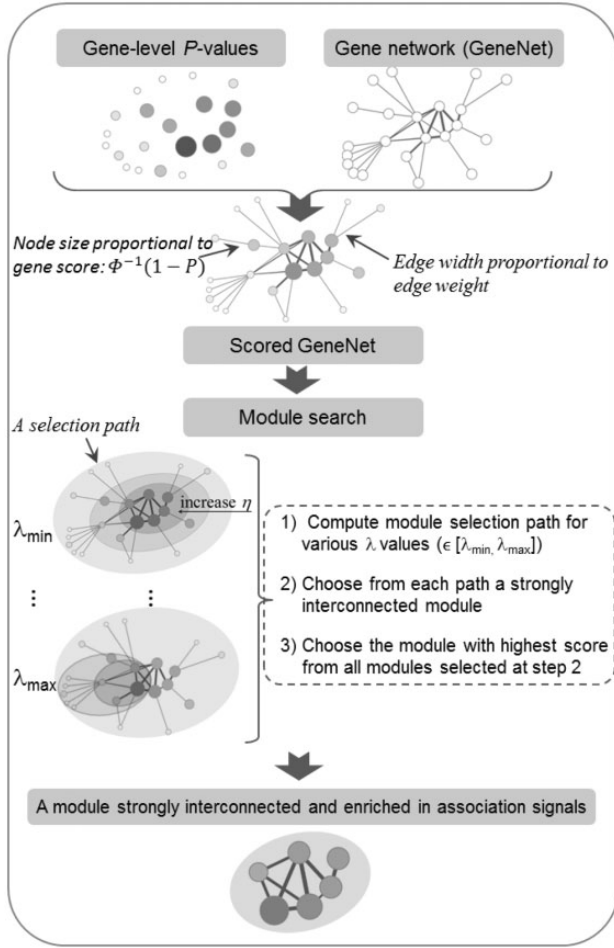 Gene-level P-values
Gene network (GeneNet)
Node size proportional to
gene score: Φ⁻¹(1 − P)
Edge width proportional to
edge weight
Scored GeneNet
Module search
A selection path
increase η
λmin
⋮ ⋮
λmax
1) Compute module selection path for
various λ values (ϵ [λmin, λmax])
2) Choose from each path a strongly
interconnected module
3) Choose the module with highest score
from all modules selected at step 2
A module strongly interconnected and enriched in association signals